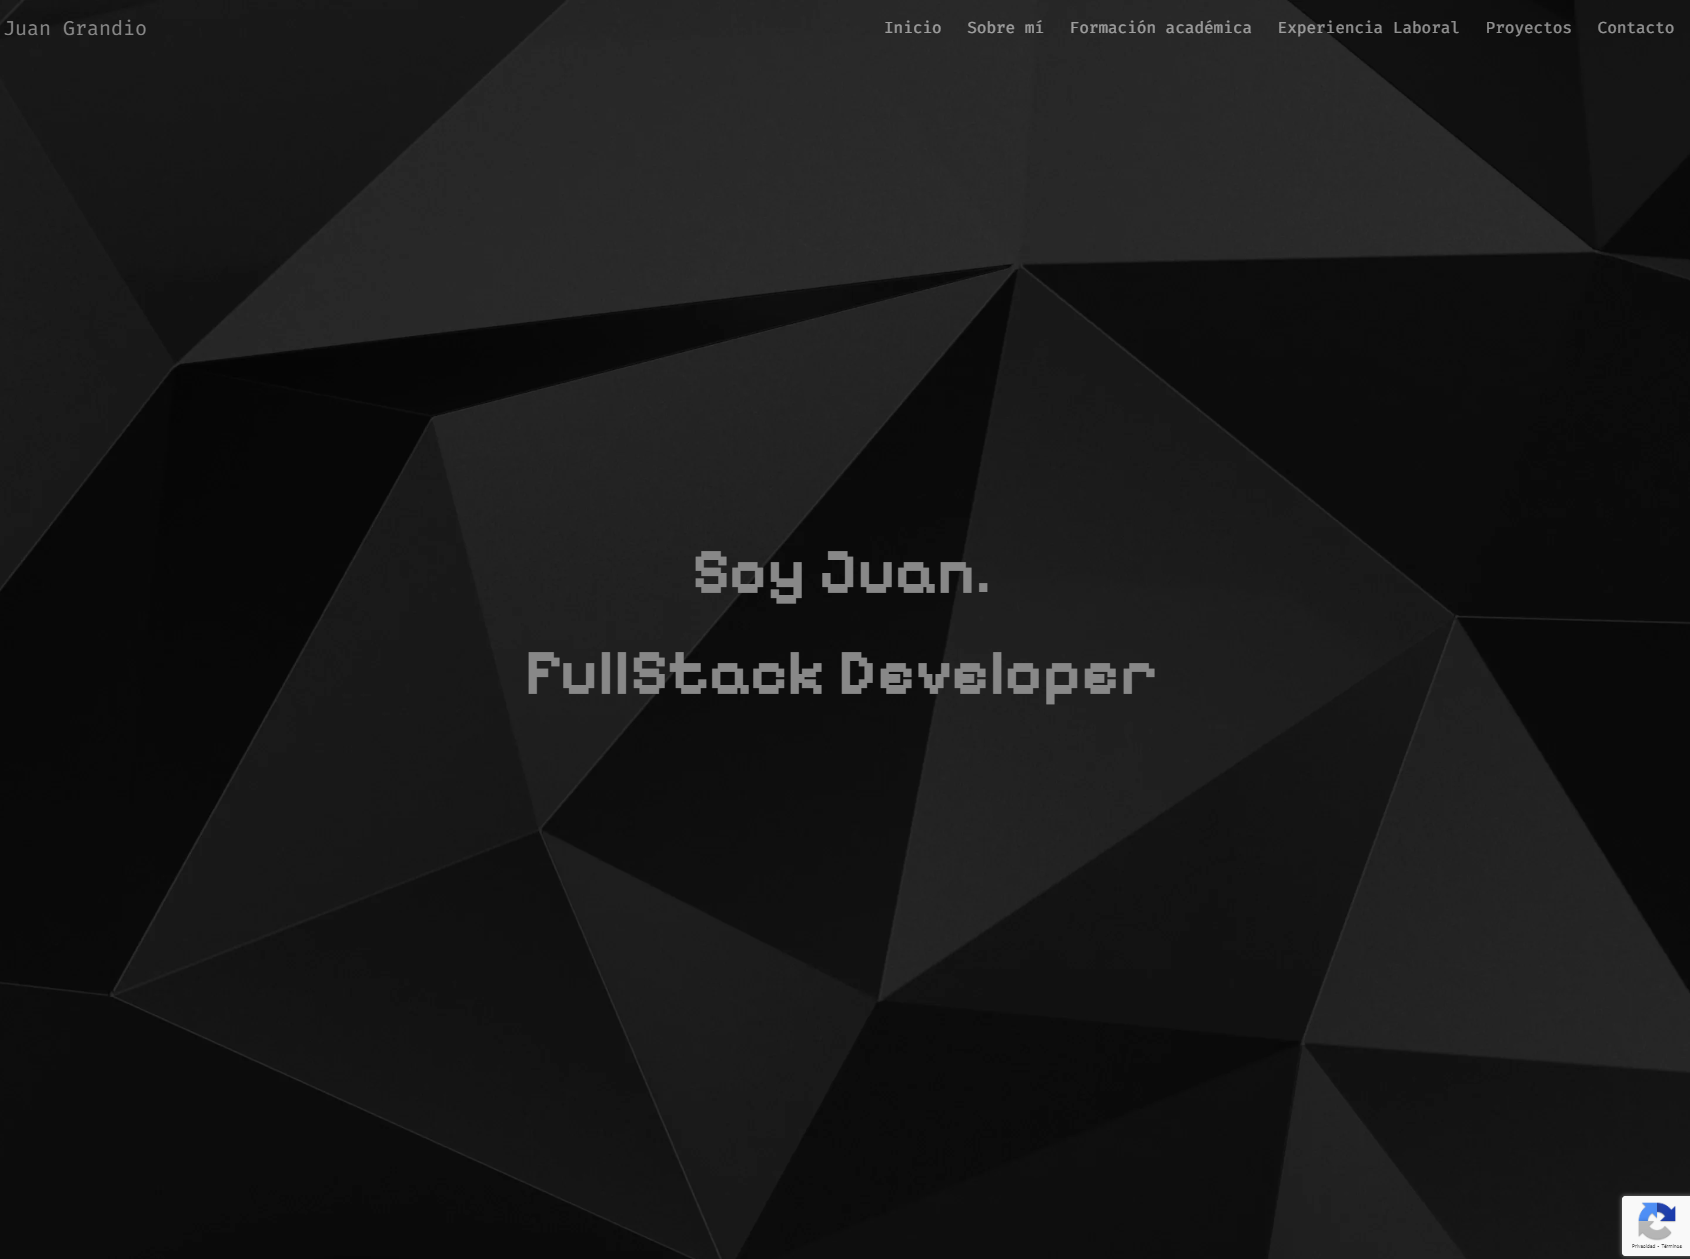 Juan Grandio
Inicio Sobre mí Formación académica Experiencia Laboral Proyectos Contacto
Soy Juan.
FullStack Developer
Privacidad - Términos